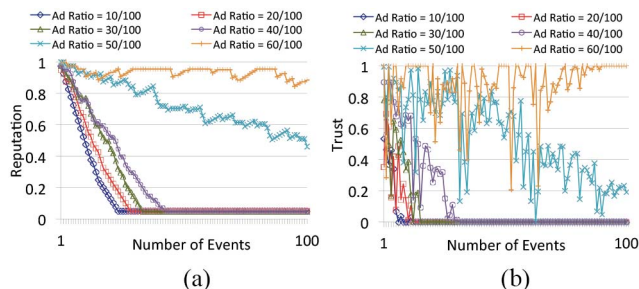 Ad Ratio = 10/100
Ad Ratio = 20/100
Ad Ratio = 30/100
Ad Ratio = 40/100
Ad Ratio = 50/100
Ad Ratio = 60/100
Reputation
1
0.8
0.6
0.4
0.2
0
1
Number of Events
100
(a)
Ad Ratio = 10/100
Ad Ratio = 20/100
Ad Ratio = 30/100
Ad Ratio = 40/100
Ad Ratio = 50/100
Ad Ratio = 60/100
Trust
1
0.8
0.6
0.4
0.2
0
1
Number of Events
100
(b)